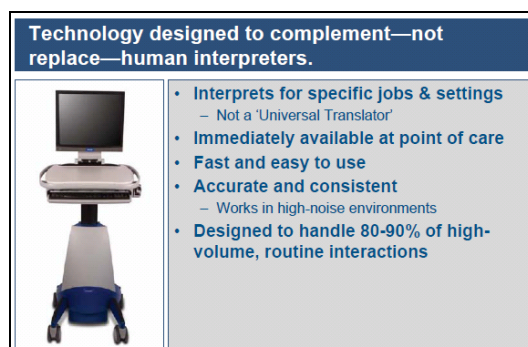 Technology designed to complement—not
replace—human interpreters.
• Interprets for specific jobs & settings
– Not a ‘Universal Translator’
• Immediately available at point of care
• Fast and easy to use
• Accurate and consistent
– Works in high-noise environments
• Designed to handle 80-90% of high-
volume, routine interactions